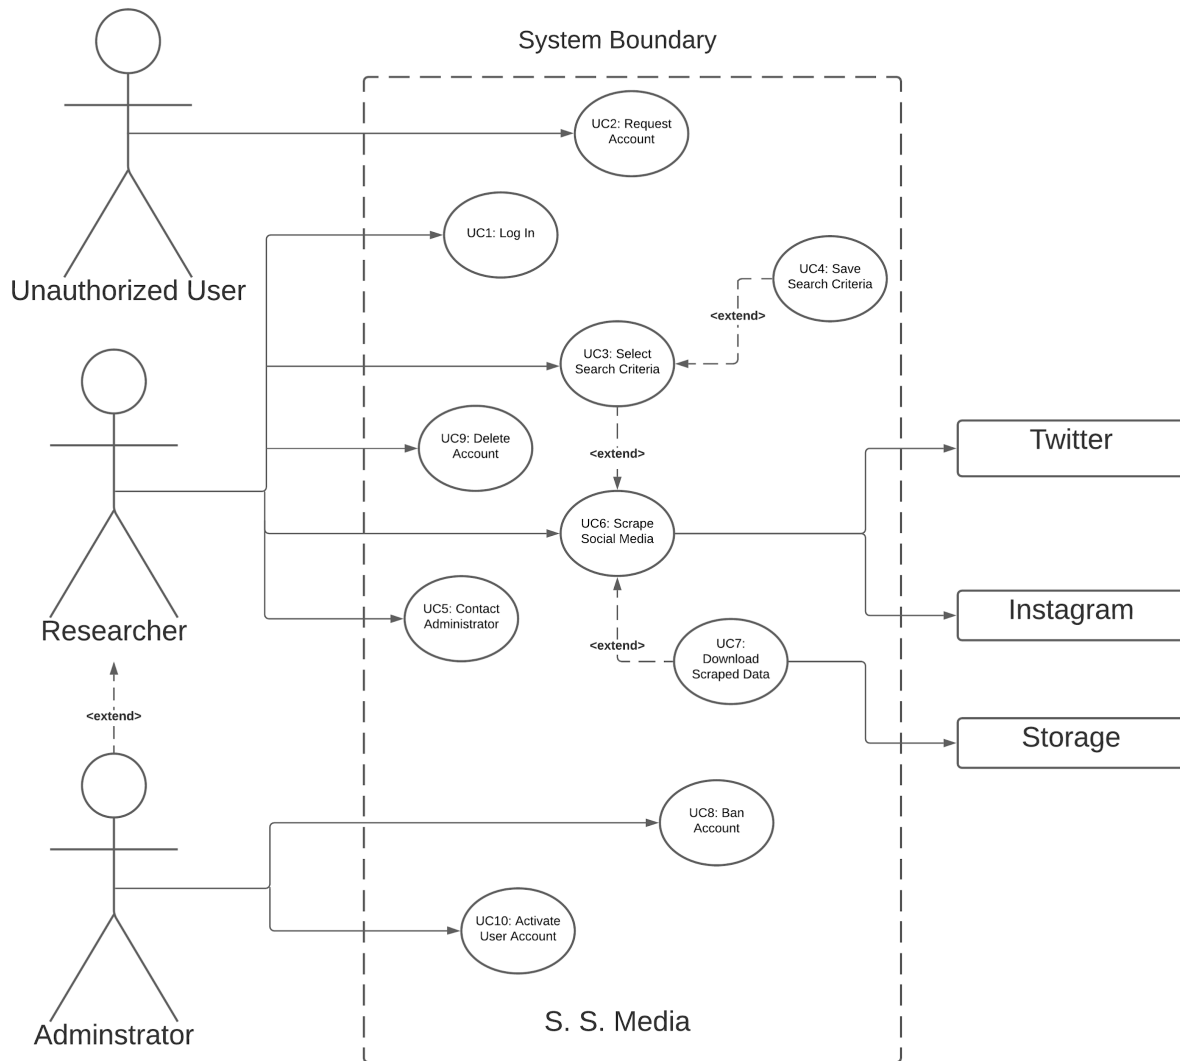 System Boundary
UC2: Request
Account
UC1: Log In
Unauthorized User
UC4: Save
Search Criteria
<extend>
UC3: Select
Search Criteria
UC9: Delete
Account
<extend>
Twitter
UC6: Scrape
Social Media
UC5: Contact
Administrator
Researcher
Instagram
<extend>
UC7:
Download
Scraped Data
<extend>
Storage
UC8: Ban
Account
UC10: Activate
User Account
S. S. Media
Adminstrator